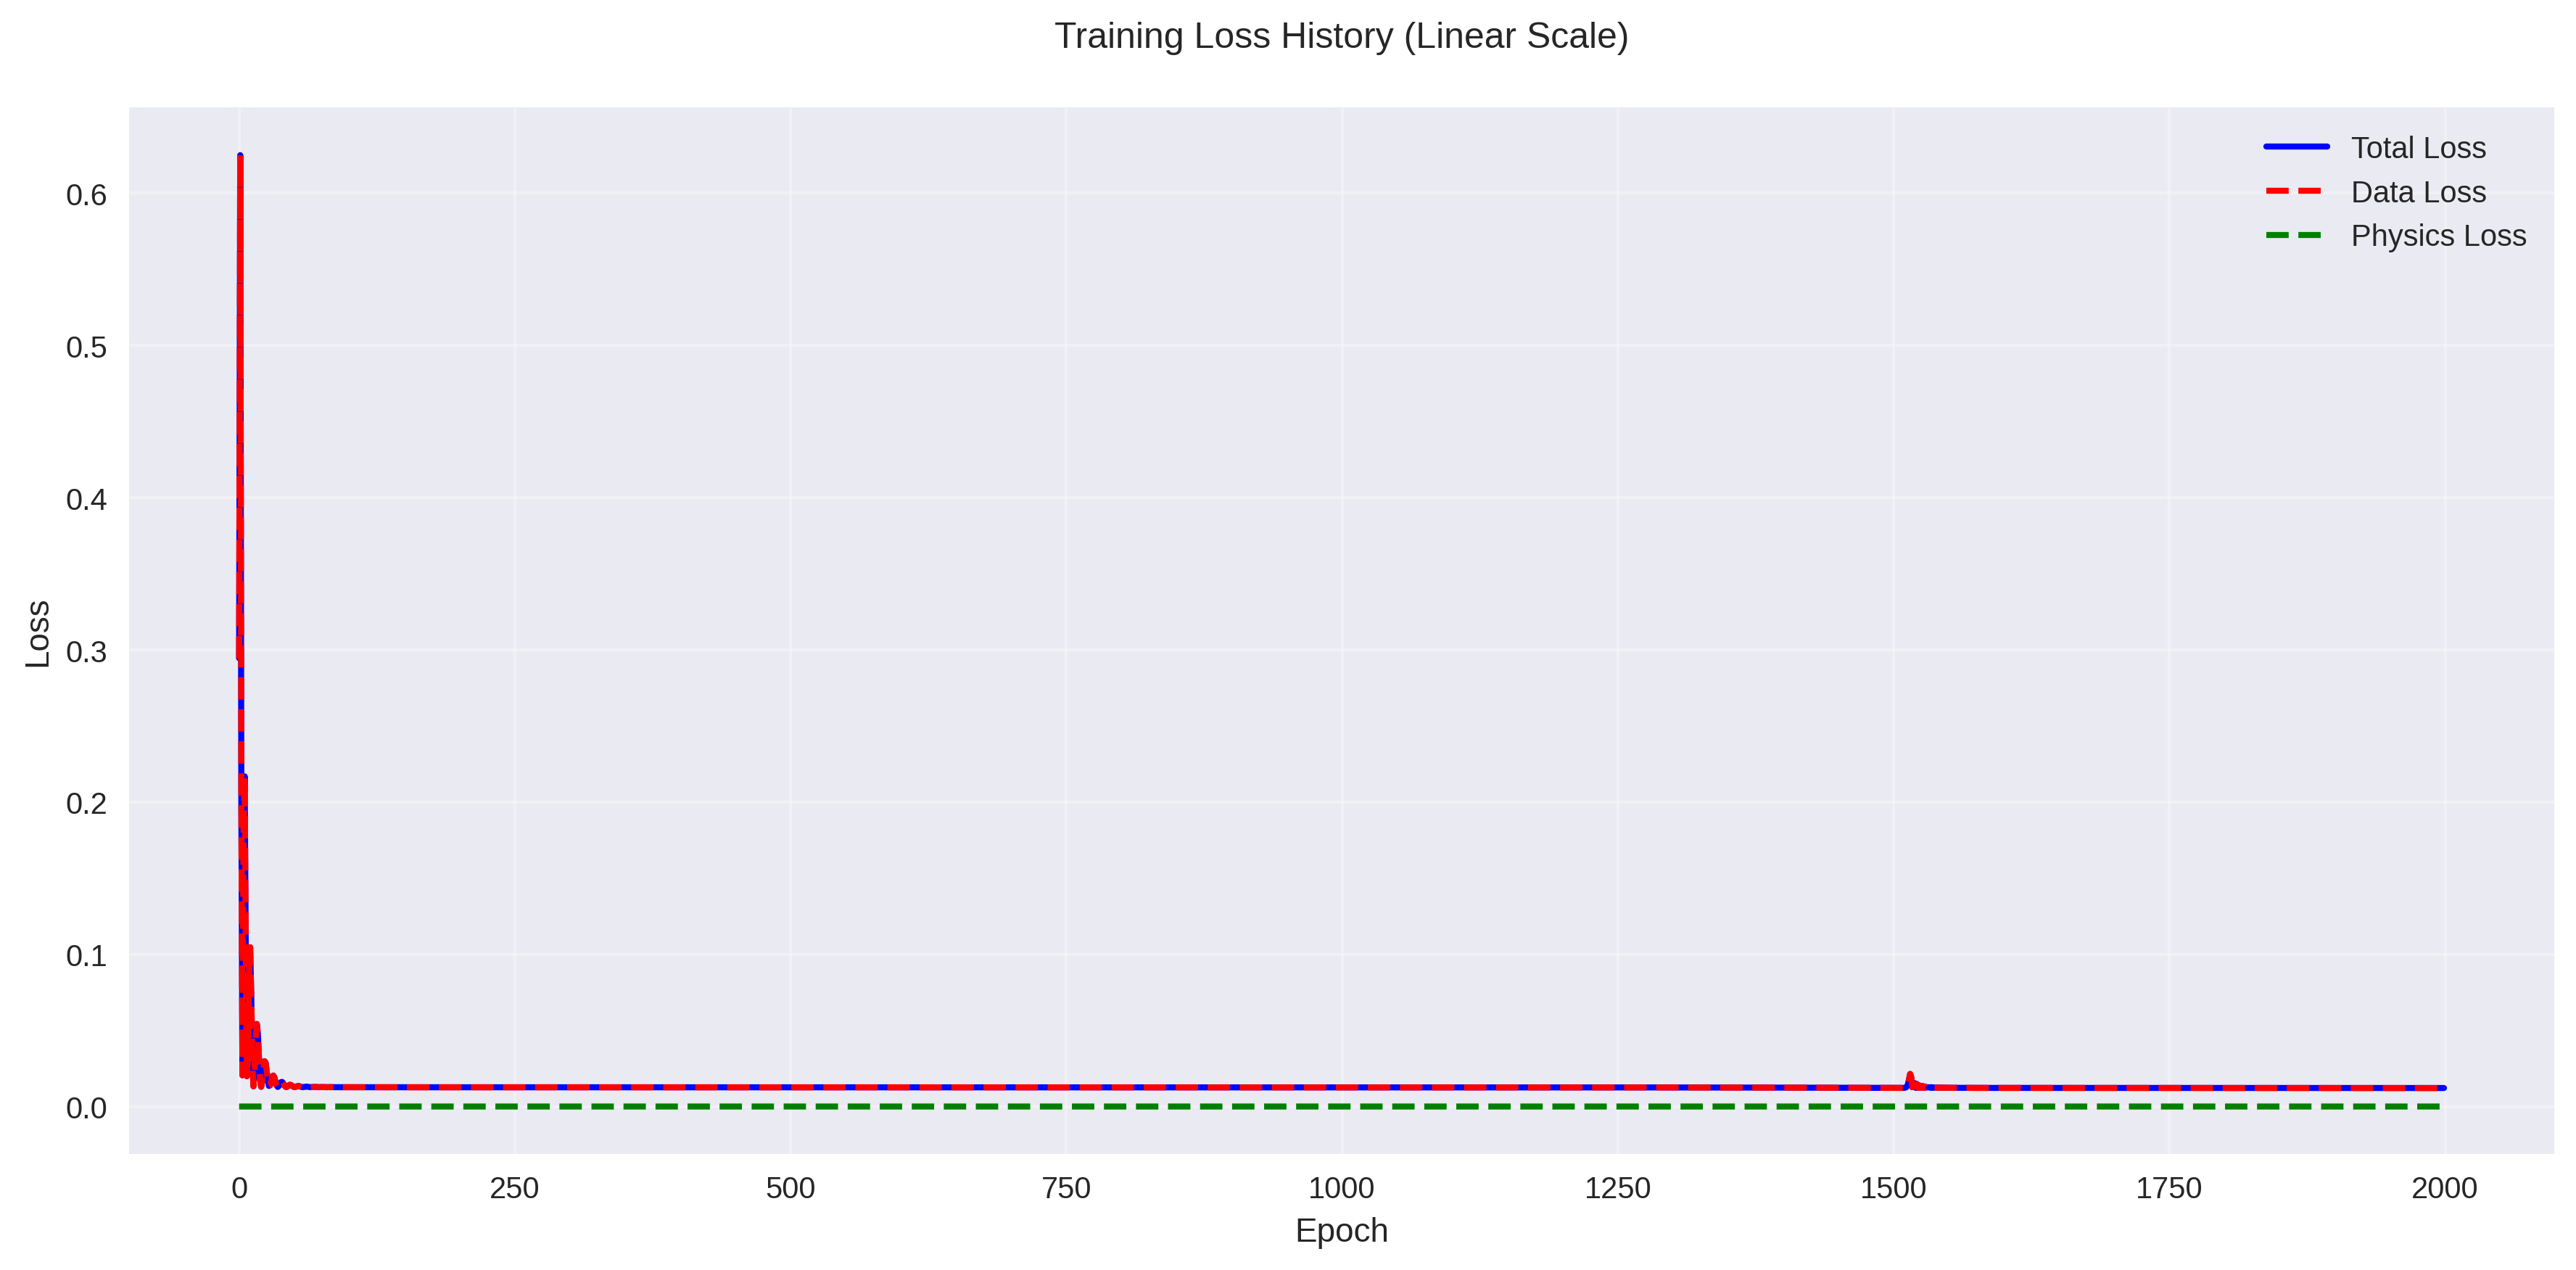 Training Loss History (Linear Scale)
Total Loss
Data Loss
Physics Loss
0.6
0.5
0.4
0.3
0.2
0.1
0.0
Loss
0 250 500 750 1000 1250 1500 1750 2000
Epoch